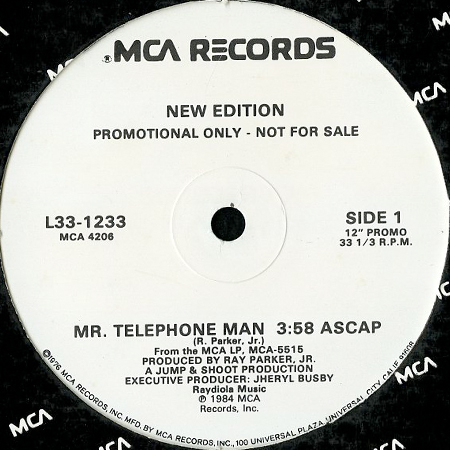 ® MCA RECORDS
NEW EDITION
PROMOTIONAL ONLY - NOT FOR SALE
L33-1233
MCA 4206
SIDE 1
12" PROMO
33 1/3 R.P.M.
MR. TELEPHONE MAN 3:58 ASCAP
(R. Parker, Jr.)
From the MCA LP, MCA-5515
PRODUCED BY RAY PARKER, JR.
A JUMP & SHOOT PRODUCTION
EXECUTIVE PRODUCER: JHERYL BUSBY
Raydiola Music
Ⓟ 1984 MCA
Records, Inc.
©1976 MCA RECORDS, INC. MFD. BY MCA RECORDS, INC., 100 UNIVERSAL PLAZA, UNIVERSAL CITY, CALIF.
MCA
MCA
MCA
MCA
MCA